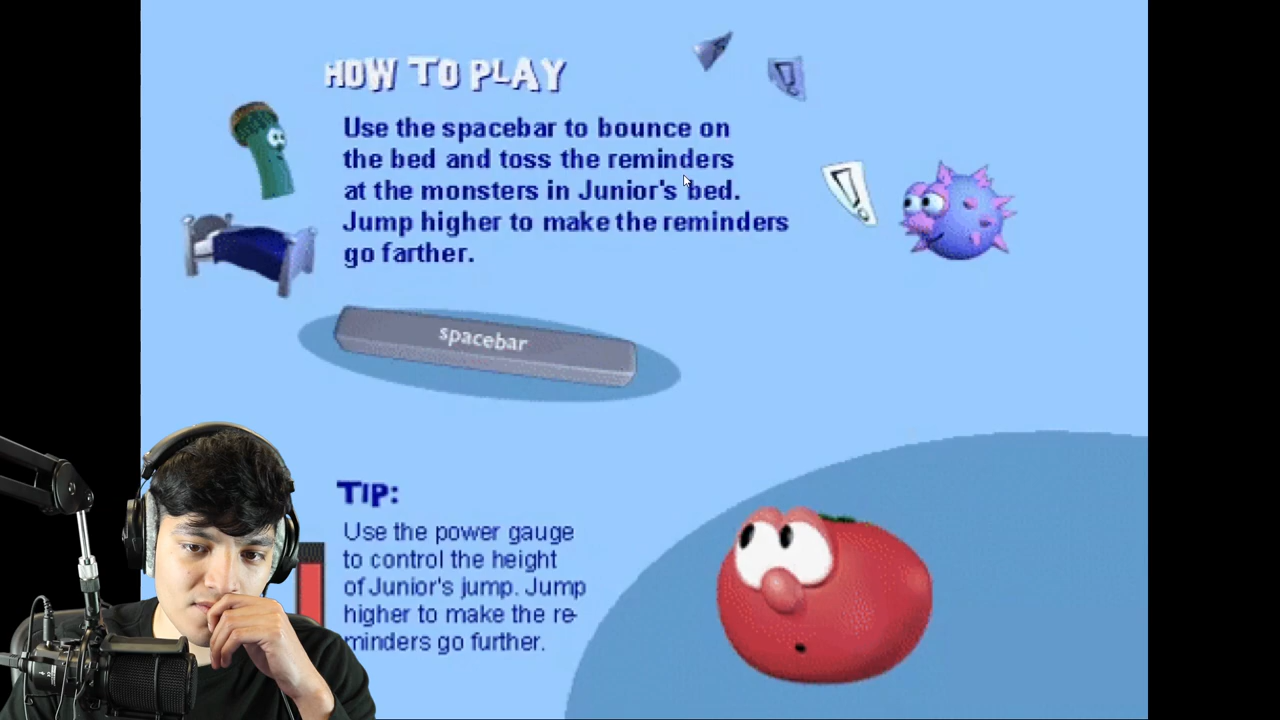 HOW TO PLAY
Use the spacebar to bounce on
the bed and toss the reminders
at the monsters in Junior's bed.
Jump higher to make the reminders
go farther.
spacebar
TIP:
Use the power gauge
to control the height
of Junior's jump. Jump
higher to make the re-
minders go further.